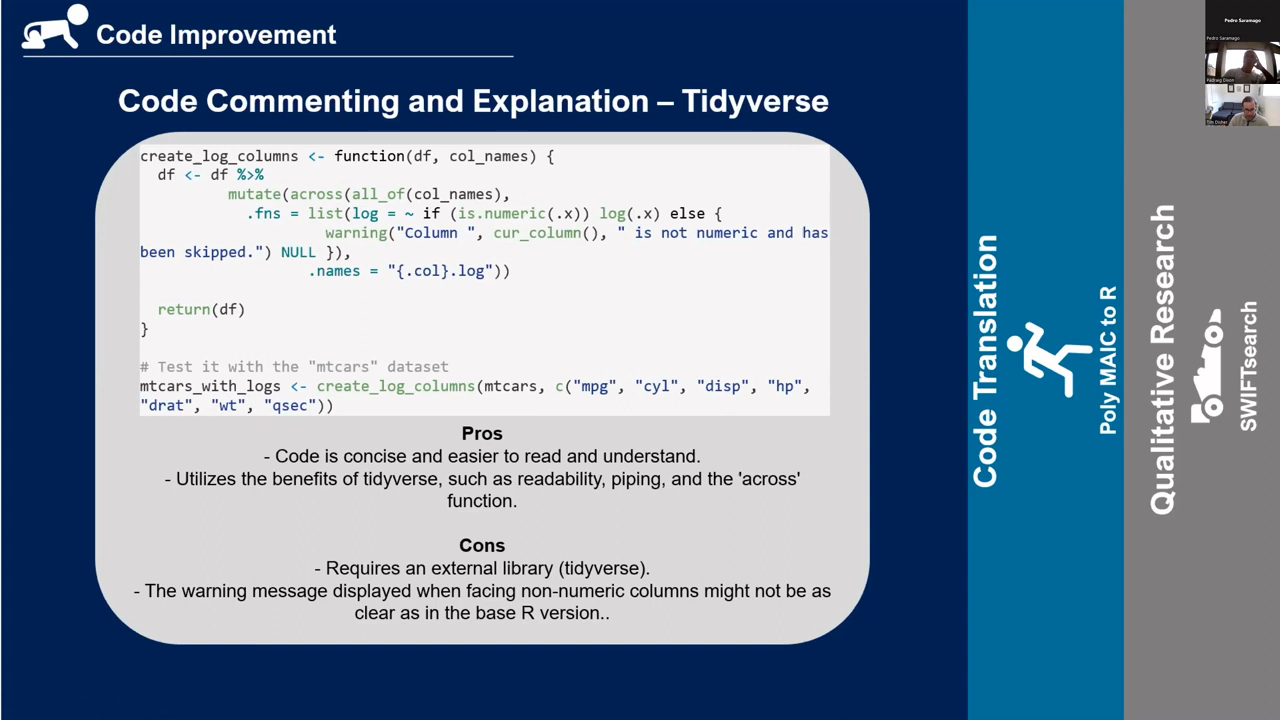 Code Improvement
Code Commenting and Explanation – Tidyverse
create_log_columns <- function(df, col_names) {
df <- df %>%
mutate(across(all_of(col_names),
.fns = list(log = ~ if (is.numeric(.x)) log(.x) else {
warning("Column ", cur_column(), " is not numeric and has
been skipped.") NULL }),
.names = "{.col}.log"))
return(df)
}
# Test it with the "mtcars" dataset
mtcars_with_logs <- create_log_columns(mtcars, c("mpg", "cyl", "disp", "hp",
"drat", "wt", "qsec"))
Pros
- Code is concise and easier to read and understand.
- Utilizes the benefits of tidyverse, such as readability, piping, and the 'across'
function.
Cons
- Requires an external library (tidyverse).
- The warning message displayed when facing non-numeric columns might not be as
clear as in the base R version..
Code Translation
Poly MAIC to R
Qualitative Research
SWIFTsearch
Pedro Saramago
Pedro Saramago
Padraig Dixon
Tim Disher